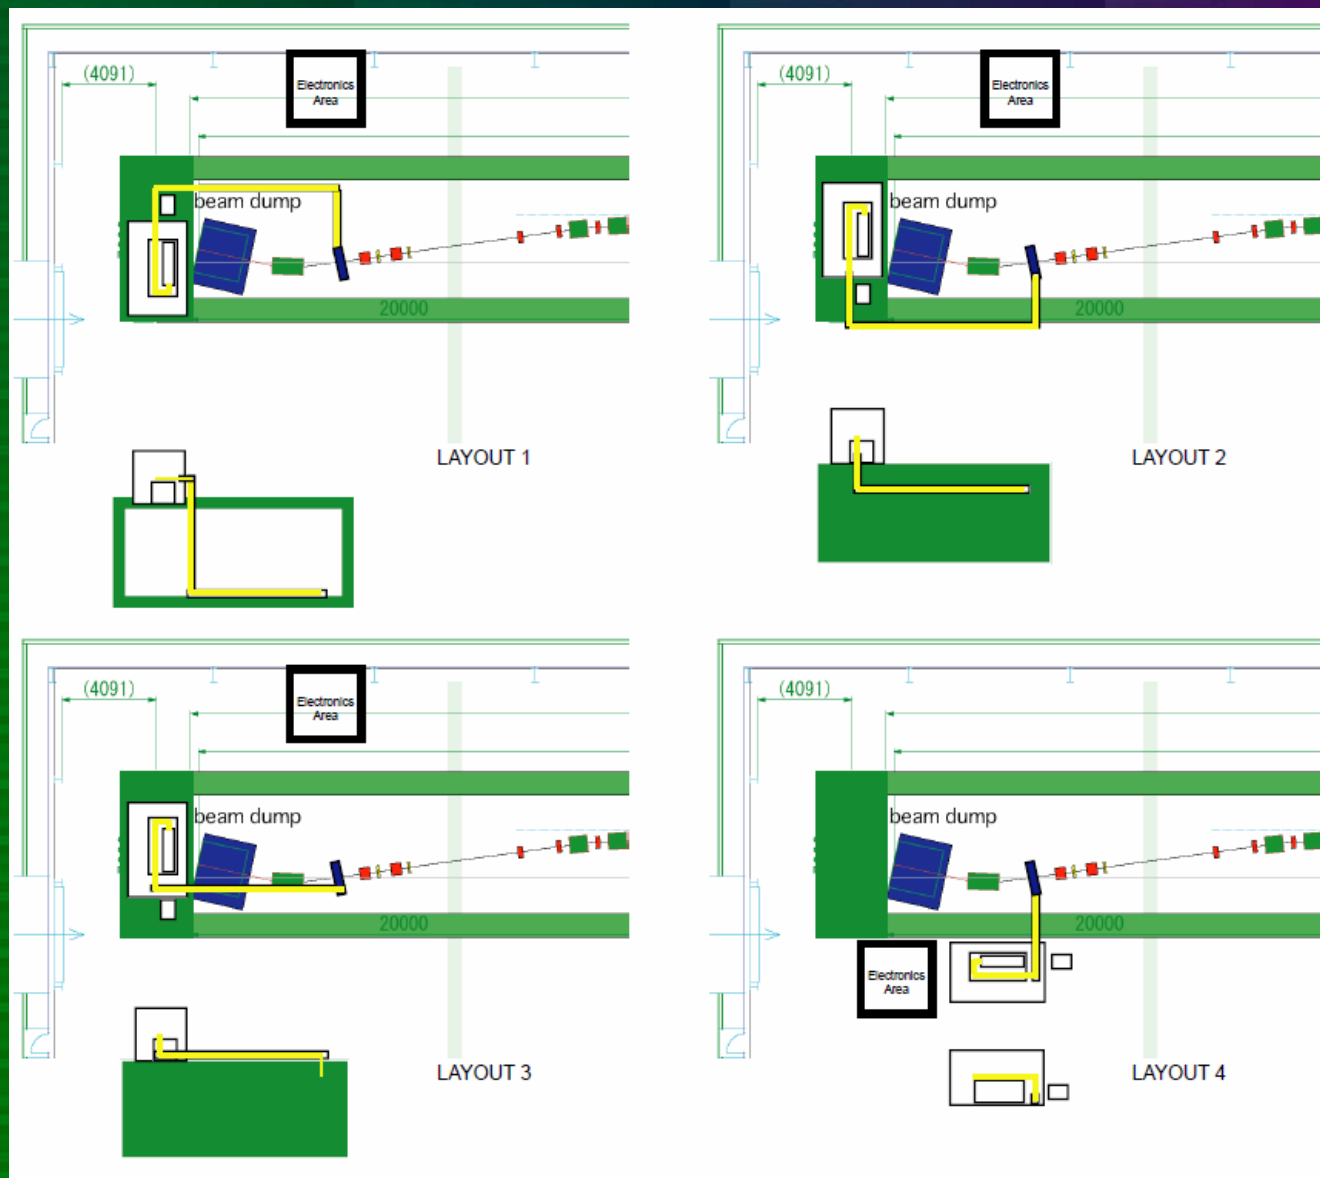 (4091)
Electronics
Area
beam dump
20000
LAYOUT 1
(4091)
Electronics
Area
beam dump
20000
LAYOUT 2
(4091)
Electronics
Area
beam dump
20000
LAYOUT 3
(4091)
beam dump
20000
Electronics
Area
LAYOUT 4